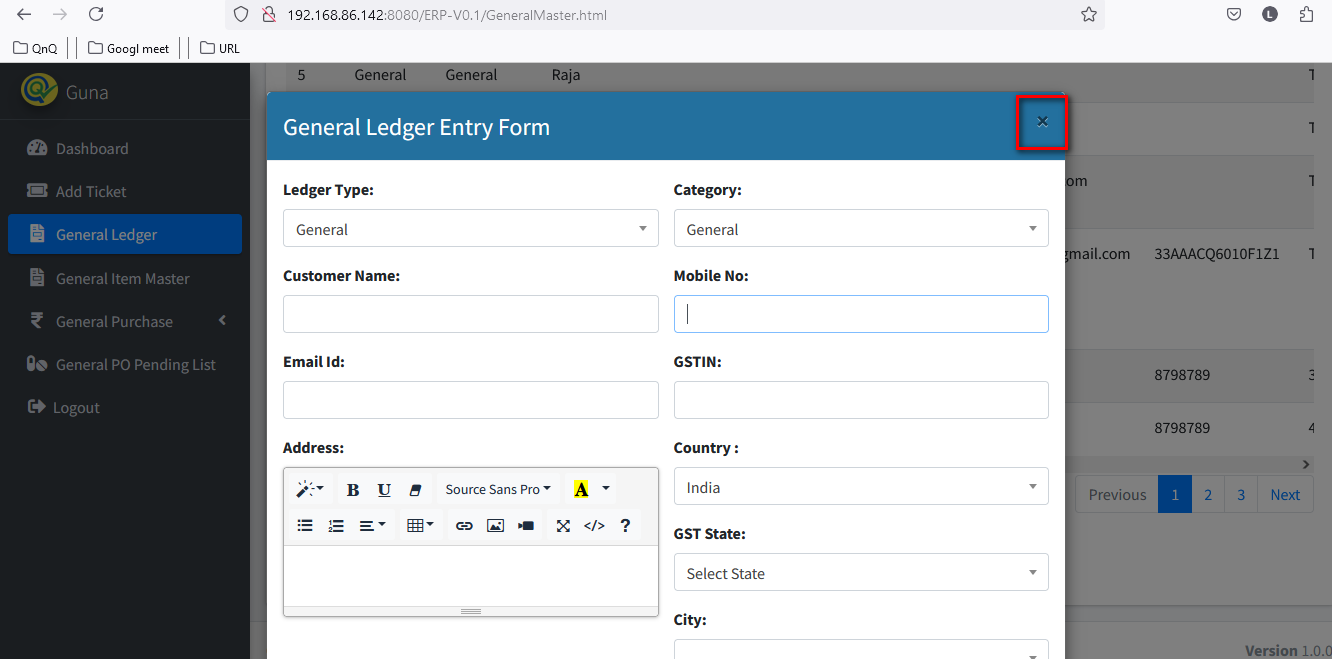 192.168.86.142:8080/ERP-V0.1/GeneralMaster.html
L
QnQ Googl meet URL
Guna
Dashboard
Add Ticket
General Ledger
General Item Master
General Purchase
General PO Pending List
Logout
5 General General Raja T
T
com T
gmail.com 33AAACQ6010F1Z1 T
8798789 3
8798789 4
Previous 1 2 3 Next
Version 1.0.0
General Ledger Entry Form ×
Ledger Type: Category:
General General
Customer Name: Mobile No:
Email Id: GSTIN:
Address: Country :
B U Source Sans Pro A
</> ?
India
GST State:
Select State
City: